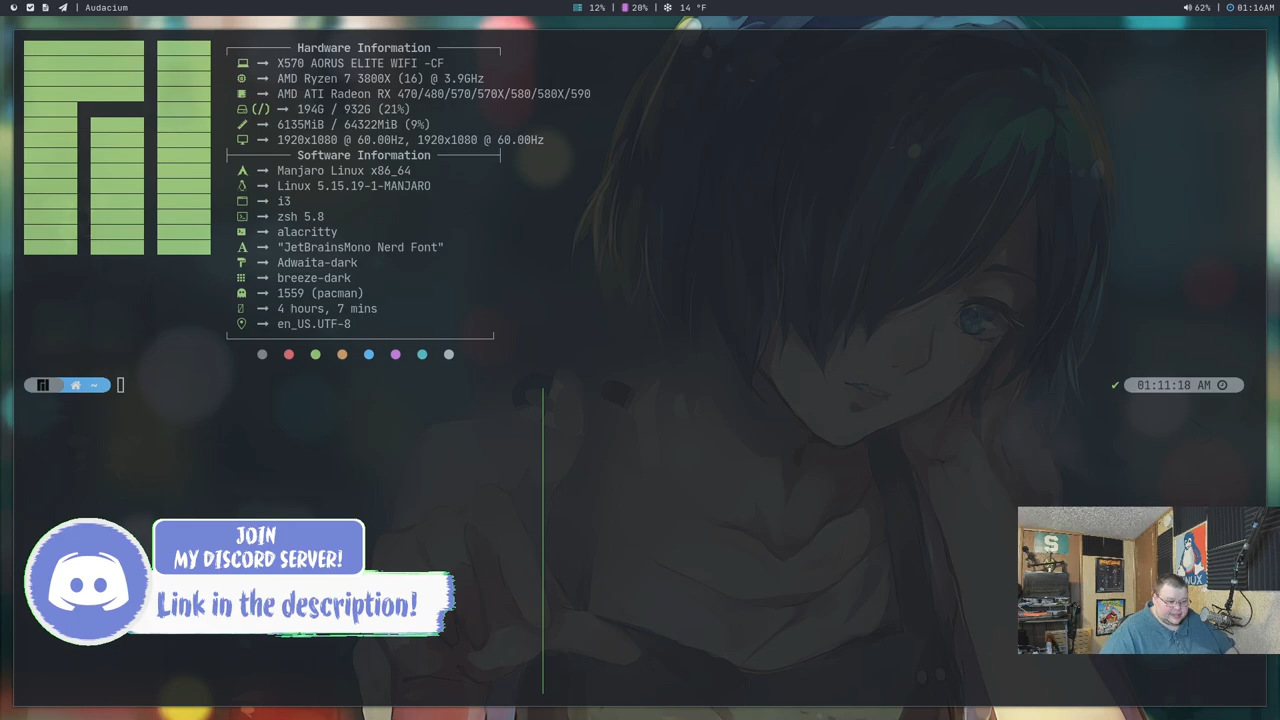 Audacium
12% | 20% | 14 °F
62% | 01:16AM
Hardware Information
X570 AORUS ELITE WIFI -CF
AMD Ryzen 7 3800X (16) @ 3.9GHz
AMD ATI Radeon RX 470/480/570/570X/580/580X/590
(/) → 194G / 932G (21%)
6135MiB / 64322MiB (9%)
1920x1080 @ 60.00Hz, 1920x1080 @ 60.00Hz
Software Information
Manjaro Linux x86_64
Linux 5.15.19-1-MANJARO
i3
zsh 5.8
alacritty
"JetBrainsMono Nerd Font"
Adwaita-dark
breeze-dark
1559 (pacman)
4 hours, 7 mins
en_US.UTF-8
~
01:11:18 AM
JOIN
MY DISCORD SERVER!
Link in the description!
S